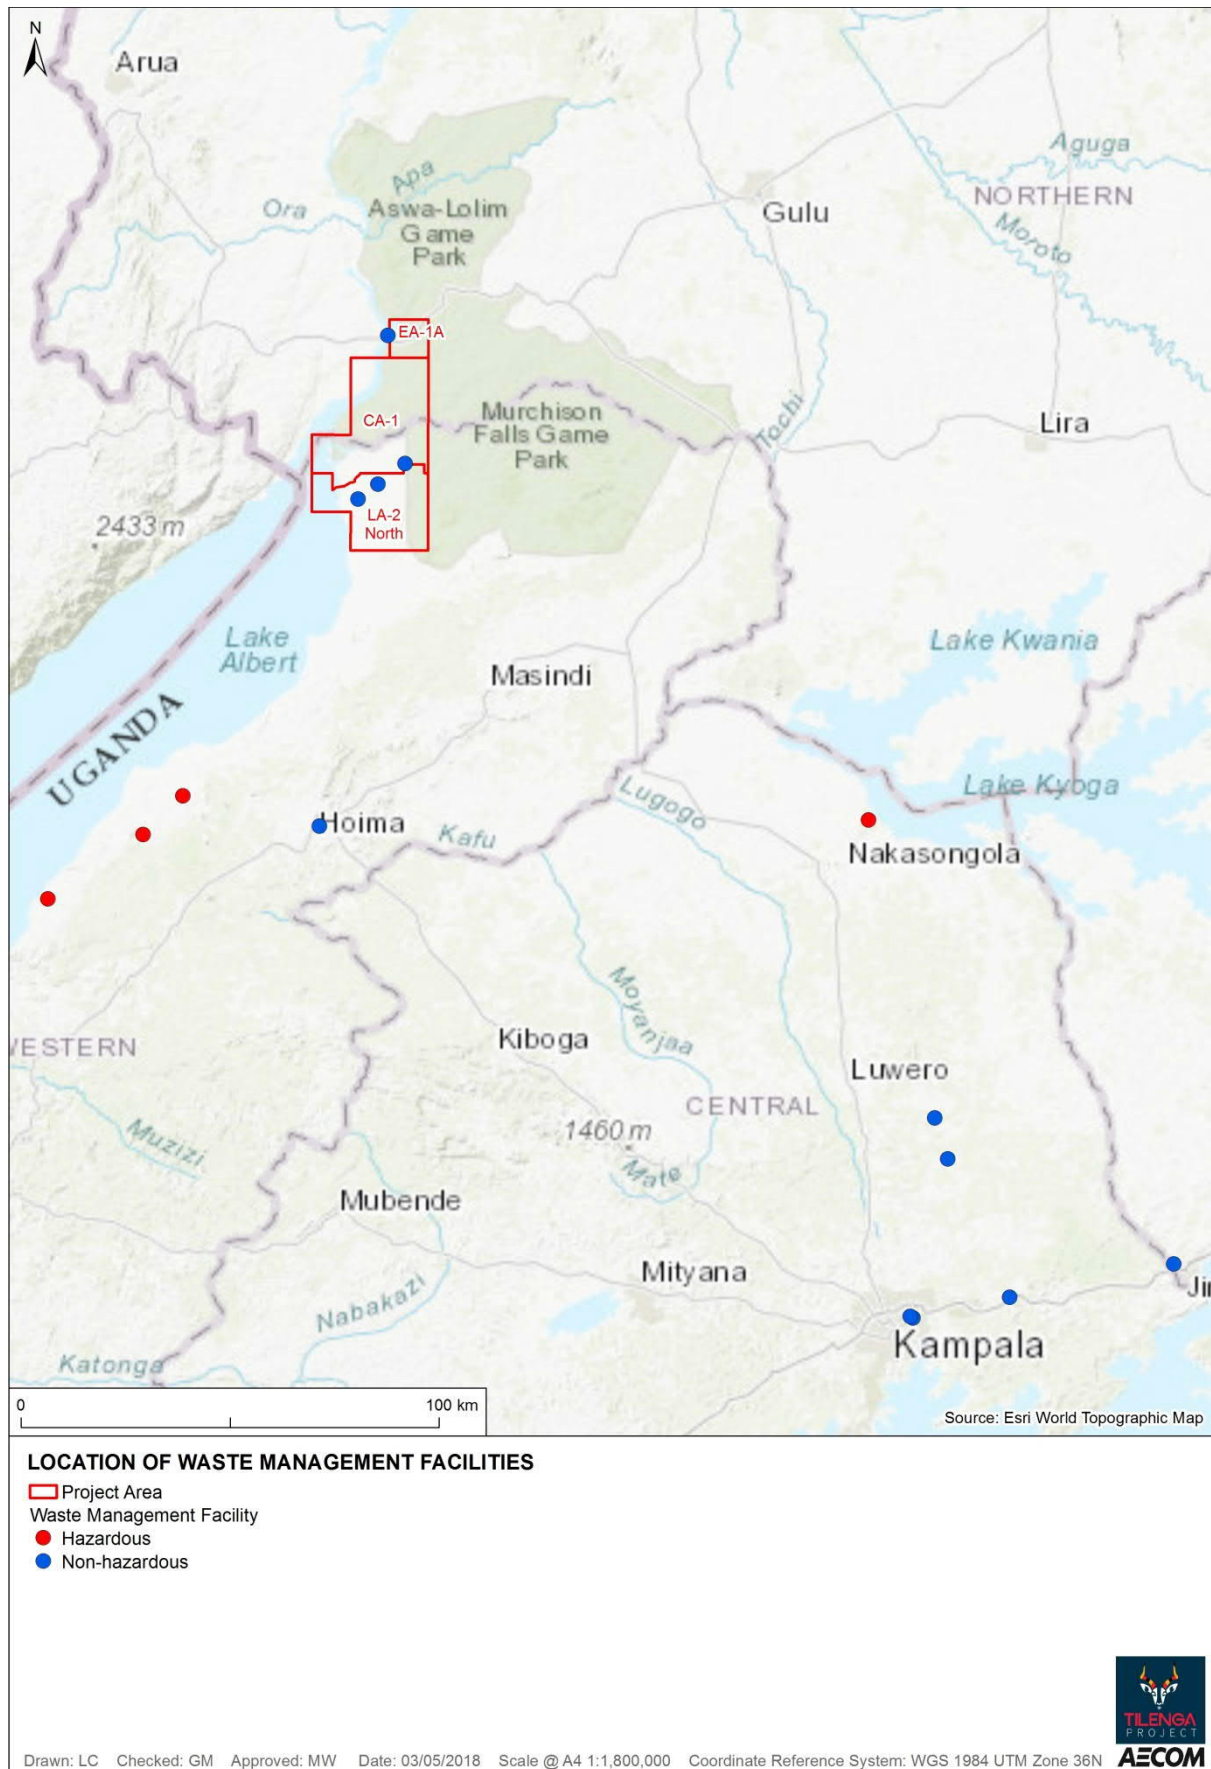 N
Arua
Aguga
NORTHERN
Apa
Ora
Aswa-Lolim
Game
Park
Gulu
Moroto
EA-1A
CA-1
Murchison
Falls Game
Park
Tochi
Lira
LA-2
North
2433 m
Lake
Albert
Lake Kwania
Masindi
UGANDA
Lake Kyoga
Lugogo
Hoima
Kafu
Nakasongola
Moyanjaa
Kiboga
WESTERN
Luwero
CENTRAL
1460 m
Muzizi
Mate
Mubende
Mityana
Jin
Nabakazi
Kampala
Katonga
0
100 km
Source: Esri World Topographic Map
LOCATION OF WASTE MANAGEMENT FACILITIES
Project Area
Waste Management Facility
Hazardous
Non-hazardous
TILENGA
PROJECT
Drawn: LC Checked: GM Approved: MW Date: 03/05/2018 Scale @ A4 1:1,800,000 Coordinate Reference System: WGS 1984 UTM Zone 36N
AECOM